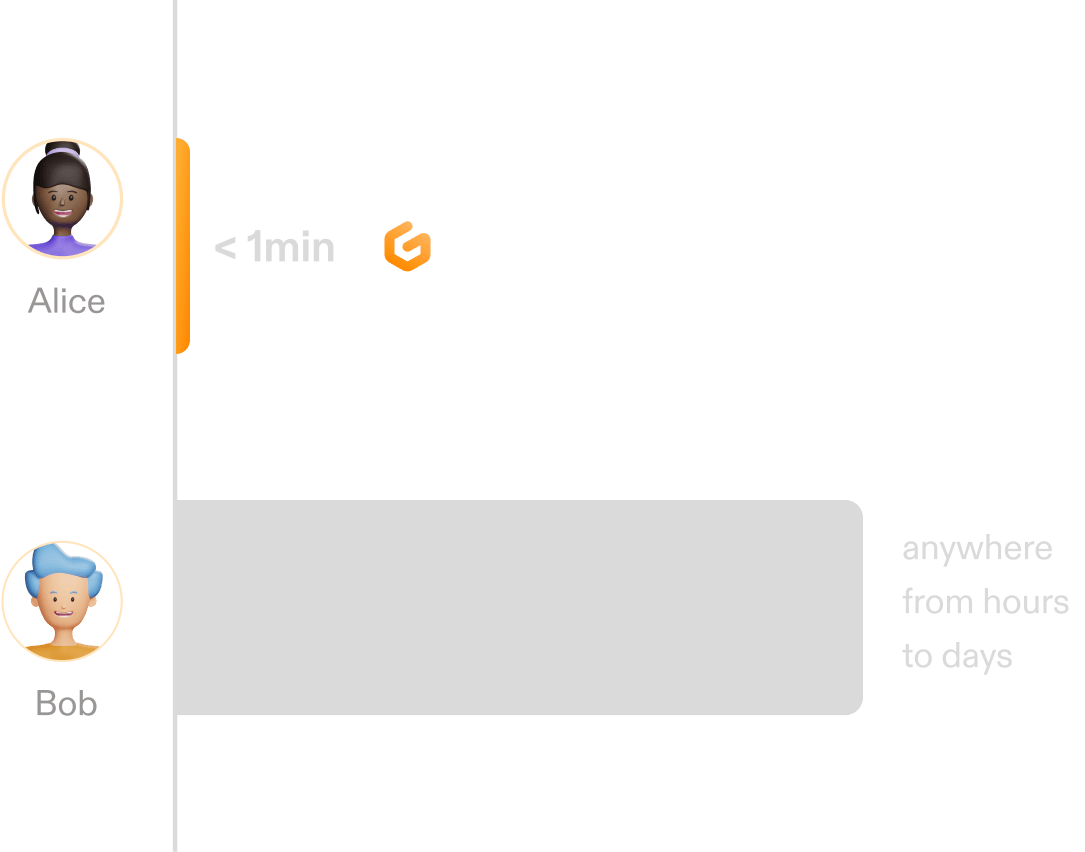 < 1min
Alice
anywhere
from hours
to days
Bob